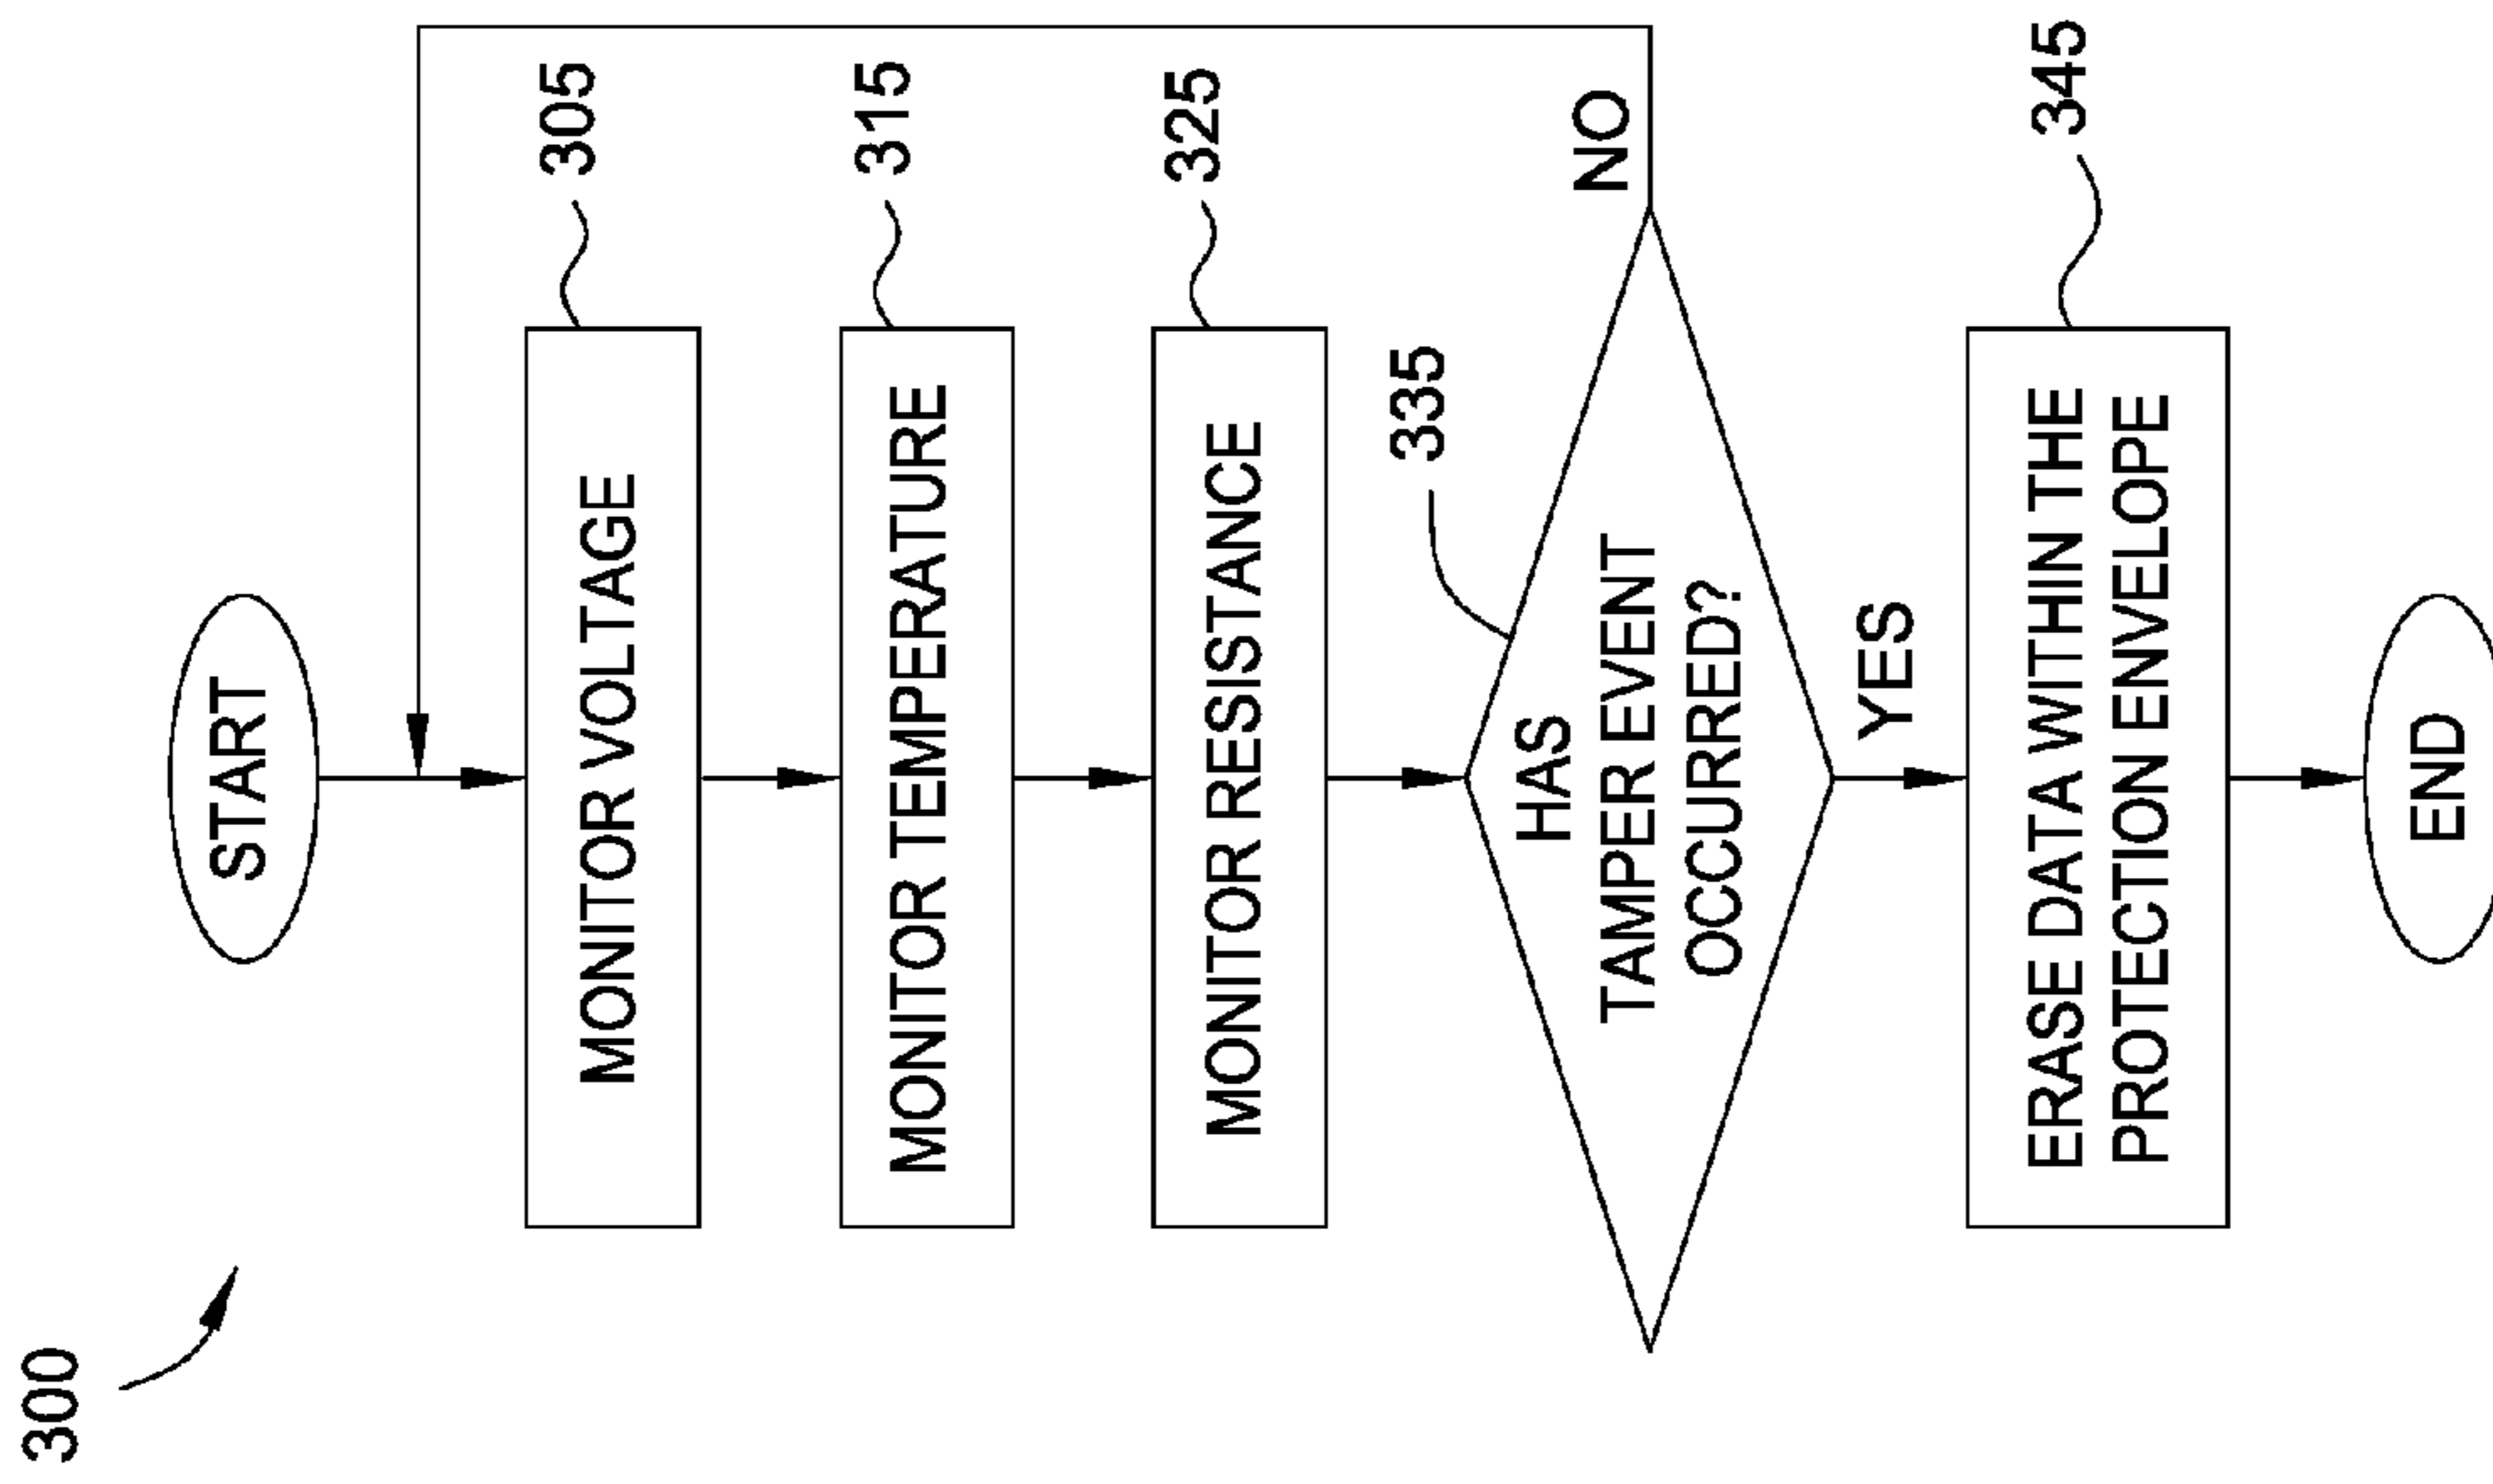 300
START
305
MONITOR VOLTAGE
315
MONITOR TEMPERATURE
325
MONITOR RESISTANCE
335
HAS
TAMPER EVENT
OCCURRED?
NO
YES
345
ERASE DATA WITHIN THE
PROTECTION ENVELOPE
END